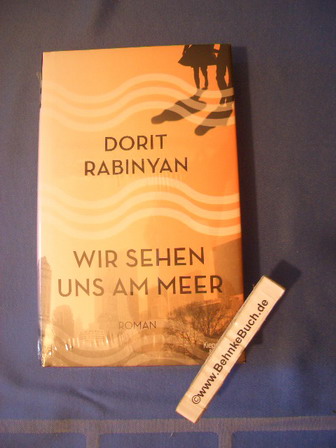 DORIT
RABINYAN
WIR SEHEN
UNS AM MEER
ROMAN
©www.BehnkeBuch.de